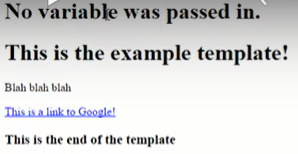 No variable was passed in.
This is the example template!
Blah blah blah
This is a link to Google!
This is the end of the template